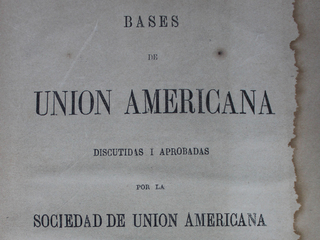 BASES
DE
UNION AMERICANA
DISCUTIDAS I APROBADAS
POR LA
SOCIEDAD DE UNION AMERICANA